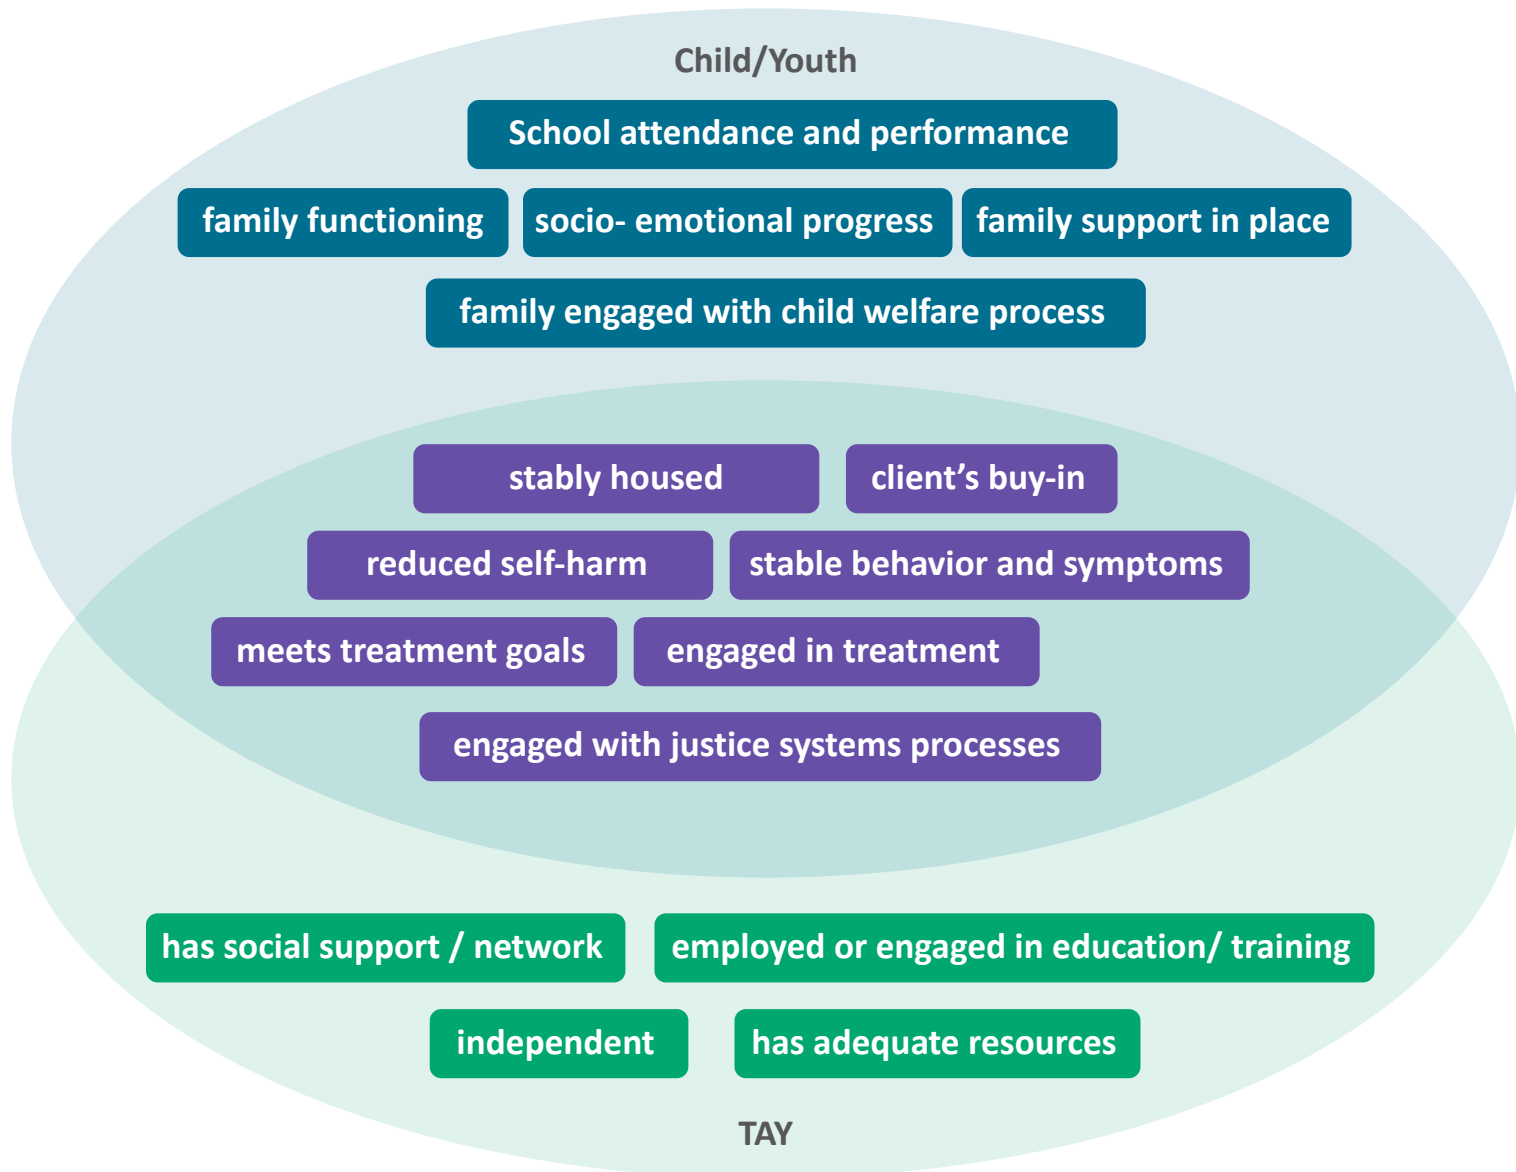 Child/Youth
School attendance and performance
family functioning
socio- emotional progress
family support in place
family engaged with child welfare process
stably housed
client’s buy-in
reduced self-harm
stable behavior and symptoms
meets treatment goals
engaged in treatment
engaged with justice systems processes
has social support / network
employed or engaged in education/ training
independent
has adequate resources
TAY